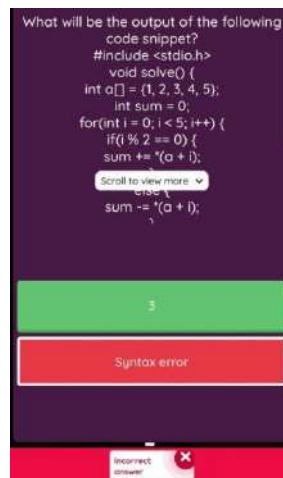 What will be the output of the following
code snippet?
#include <stdio.h>
void solve() {
int a[] = {1, 2, 3, 4, 5};
int sum = 0;
for(int i = 0; i < 5; i++) {
if(i % 2 == 0) {
sum += *(a + i);
Scroll to view more
else {
sum -= *(a + i);
}
3
Syntax error
Incorrect
answer